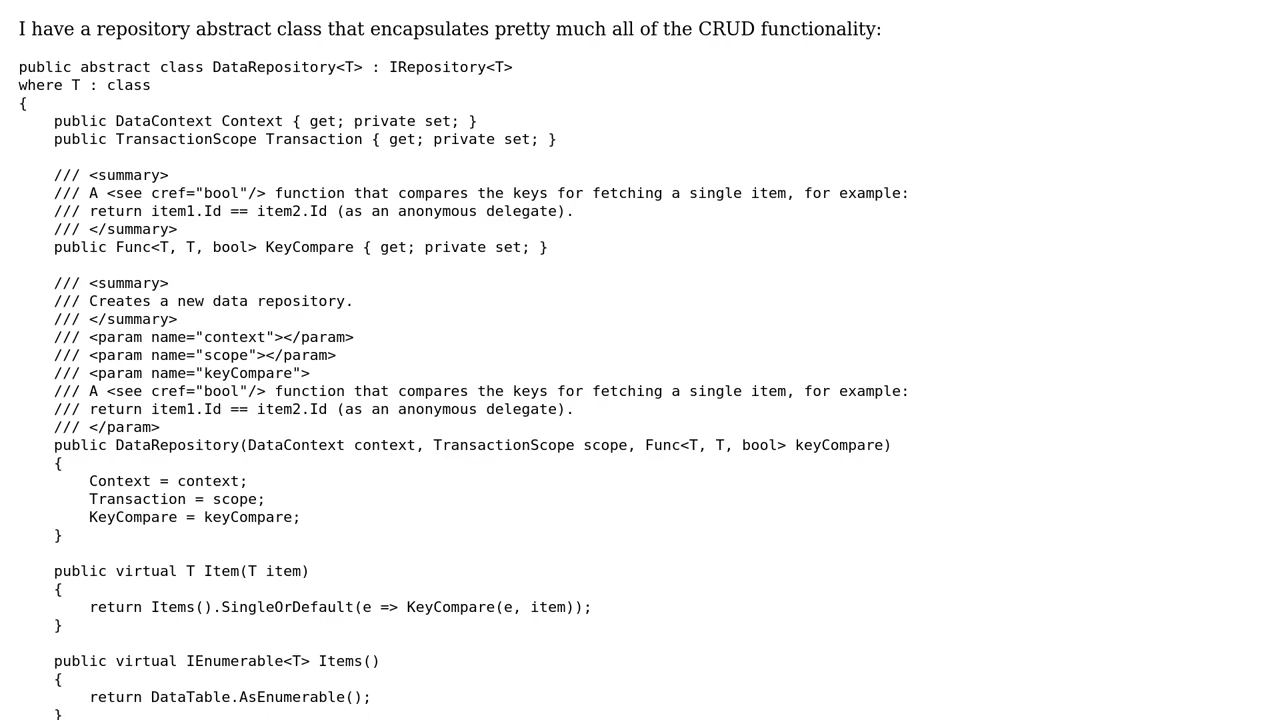 I have a repository abstract class that encapsulates pretty much all of the CRUD functionality:
public abstract class DataRepository<T> : IRepository<T>
where T : class
{
    public DataContext Context { get; private set; }
    public TransactionScope Transaction { get; private set; }

    /// <summary>
    /// A <see cref="bool"/> function that compares the keys for fetching a single item, for example:
    /// return item1.Id == item2.Id (as an anonymous delegate).
    /// </summary>
    public Func<T, T, bool> KeyCompare { get; private set; }

    /// <summary>
    /// Creates a new data repository.
    /// </summary>
    /// <param name="context"></param>
    /// <param name="scope"></param>
    /// <param name="keyCompare">
    /// A <see cref="bool"/> function that compares the keys for fetching a single item, for example:
    /// return item1.Id == item2.Id (as an anonymous delegate).
    /// </param>
    public DataRepository(DataContext context, TransactionScope scope, Func<T, T, bool> keyCompare)
    {
        Context = context;
        Transaction = scope;
        KeyCompare = keyCompare;
    }

    public virtual T Item(T item)
    {
        return Items().SingleOrDefault(e => KeyCompare(e, item));
    }

    public virtual IEnumerable<T> Items()
    {
        return DataTable.AsEnumerable();
    }